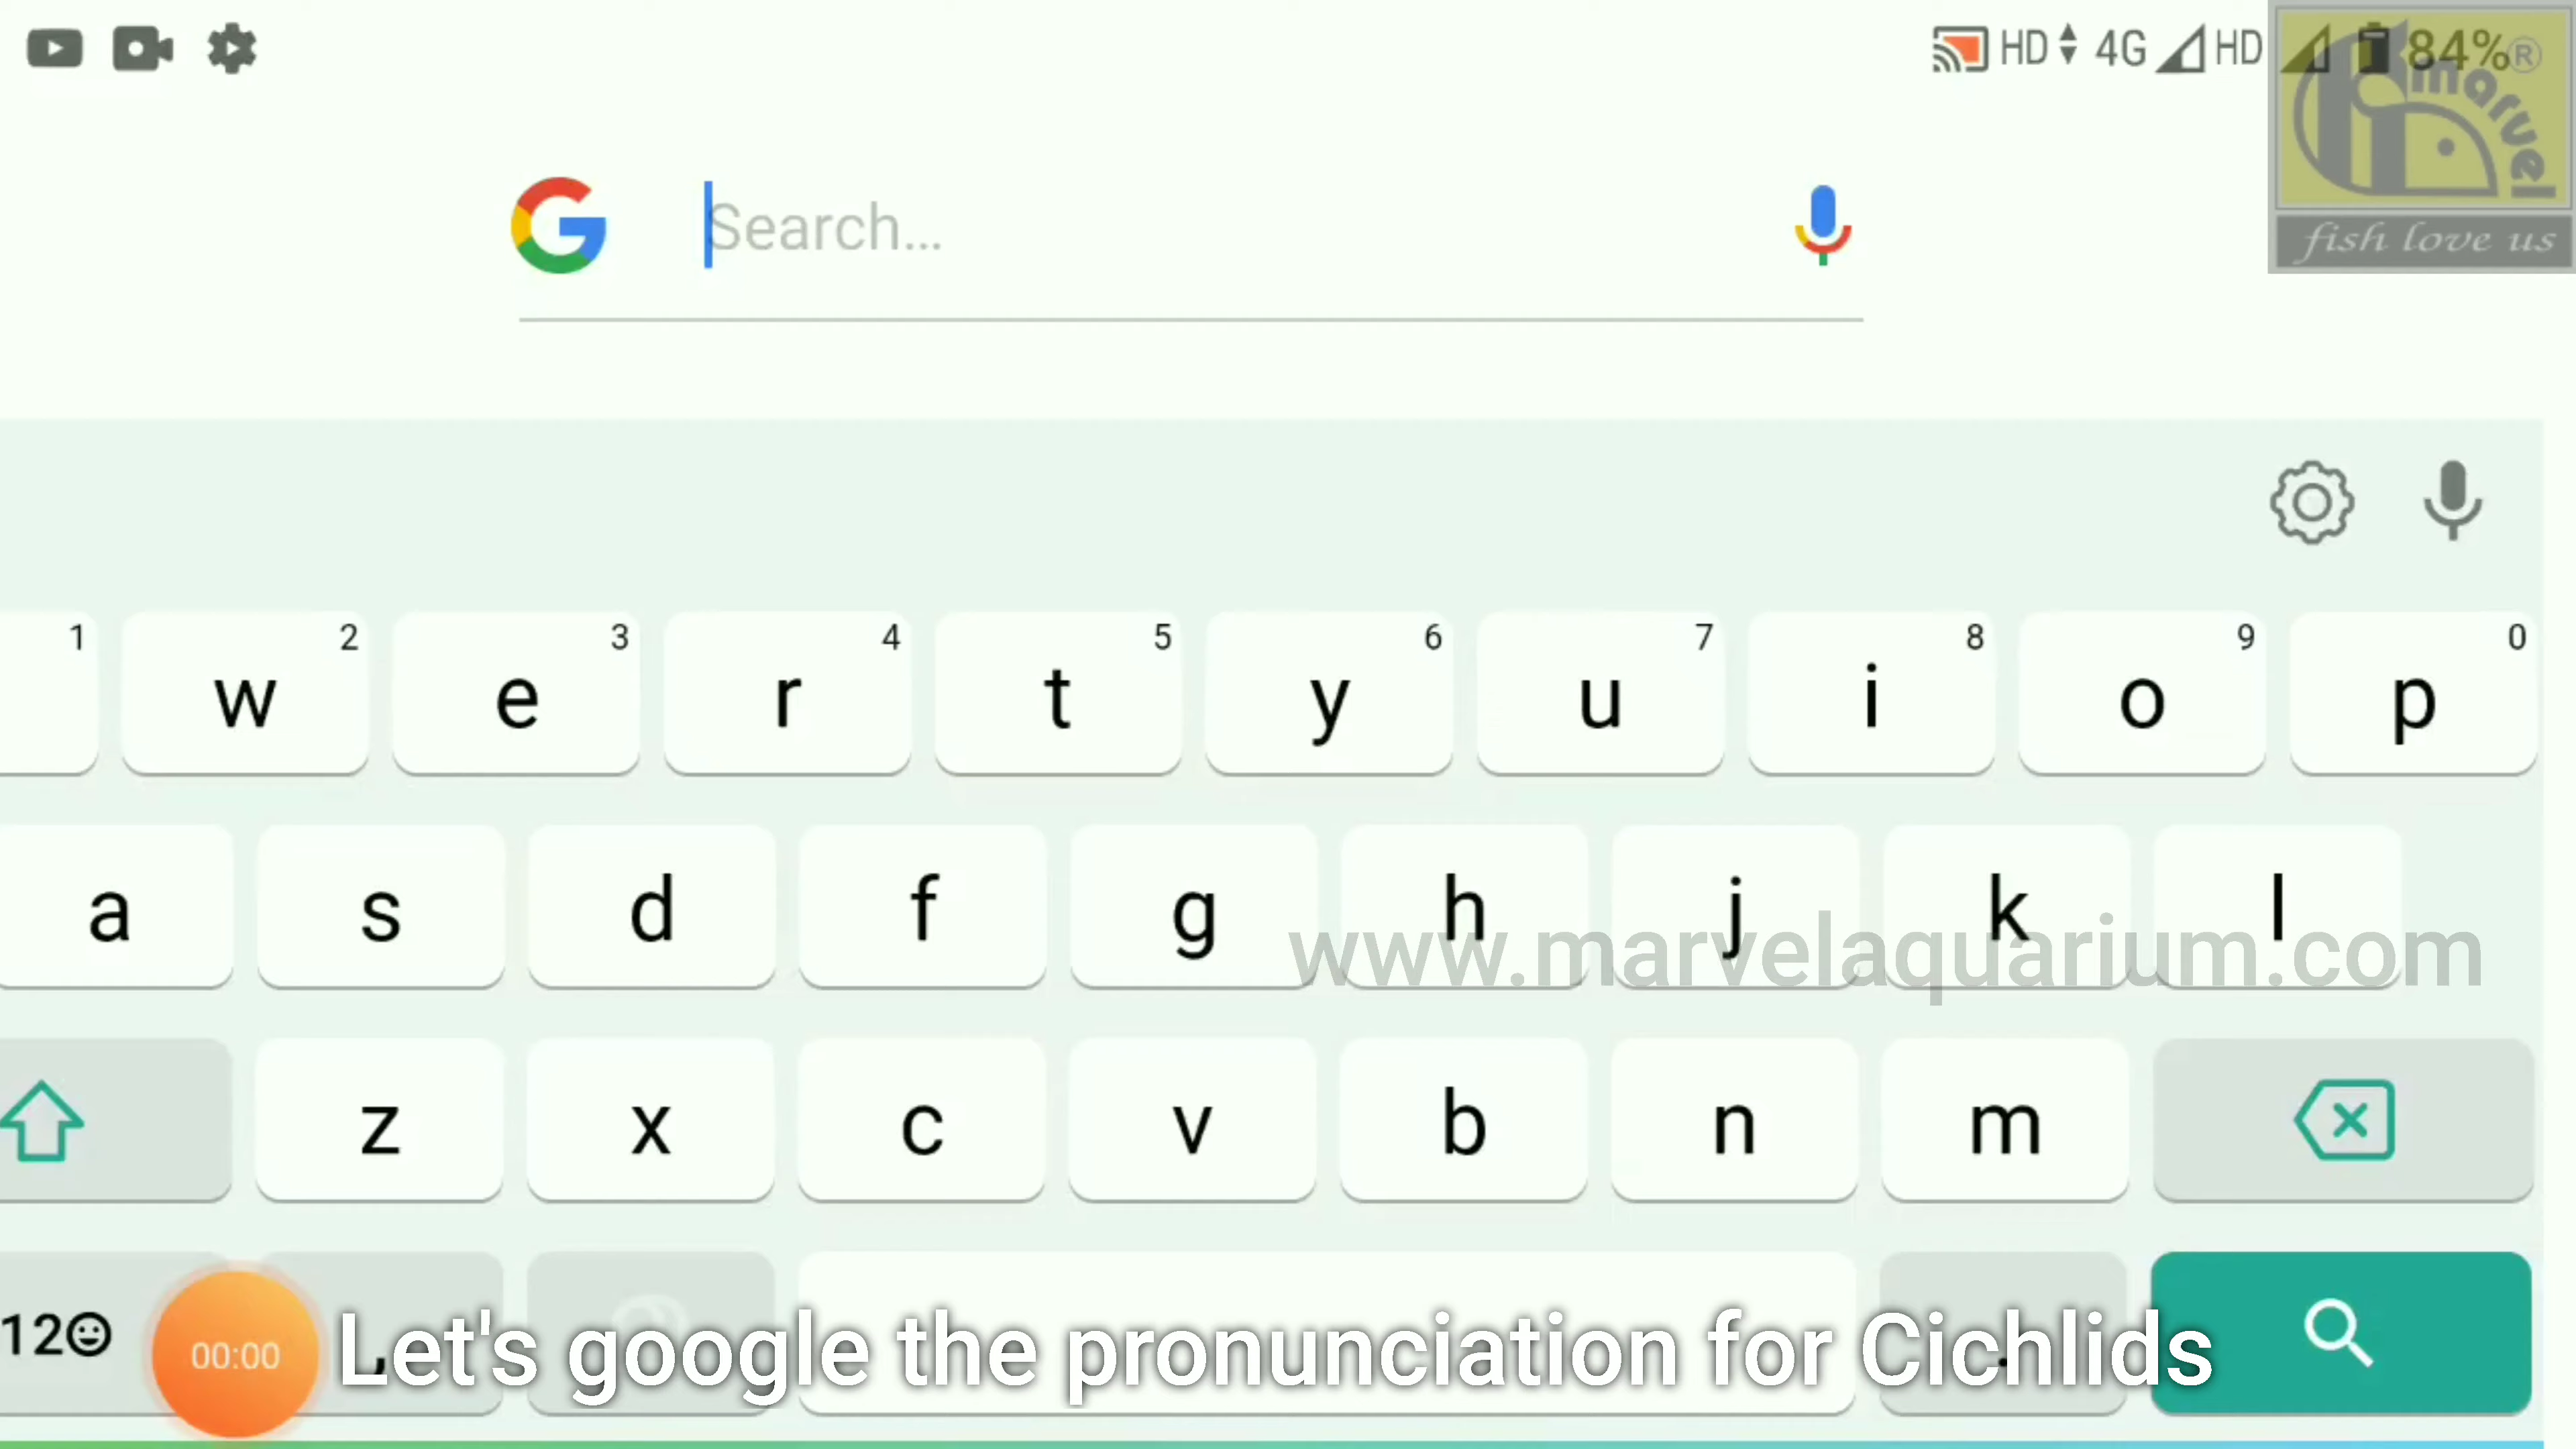 HD 4G HD 84%
marvel®
fish love us
Search...
1 2 3 4 5 6 7 8 9 0
w e r t y u i o p
a s d f g h j k l
www.marvelaquarium.com
z x c v b n m
12 , .
00:00
Let's google the pronunciation for Cichlids